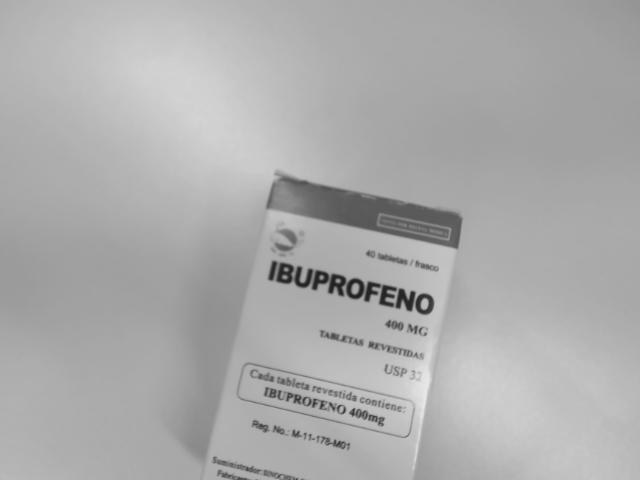 40 tabletas / frasco
IBUPROFENO
400 MG
TABLETAS REVESTIDAS
USP 32
Cada tableta revestida contiene:
IBUPROFENO 400mg
Reg. No.: M-11-178-M01
Suministrador: